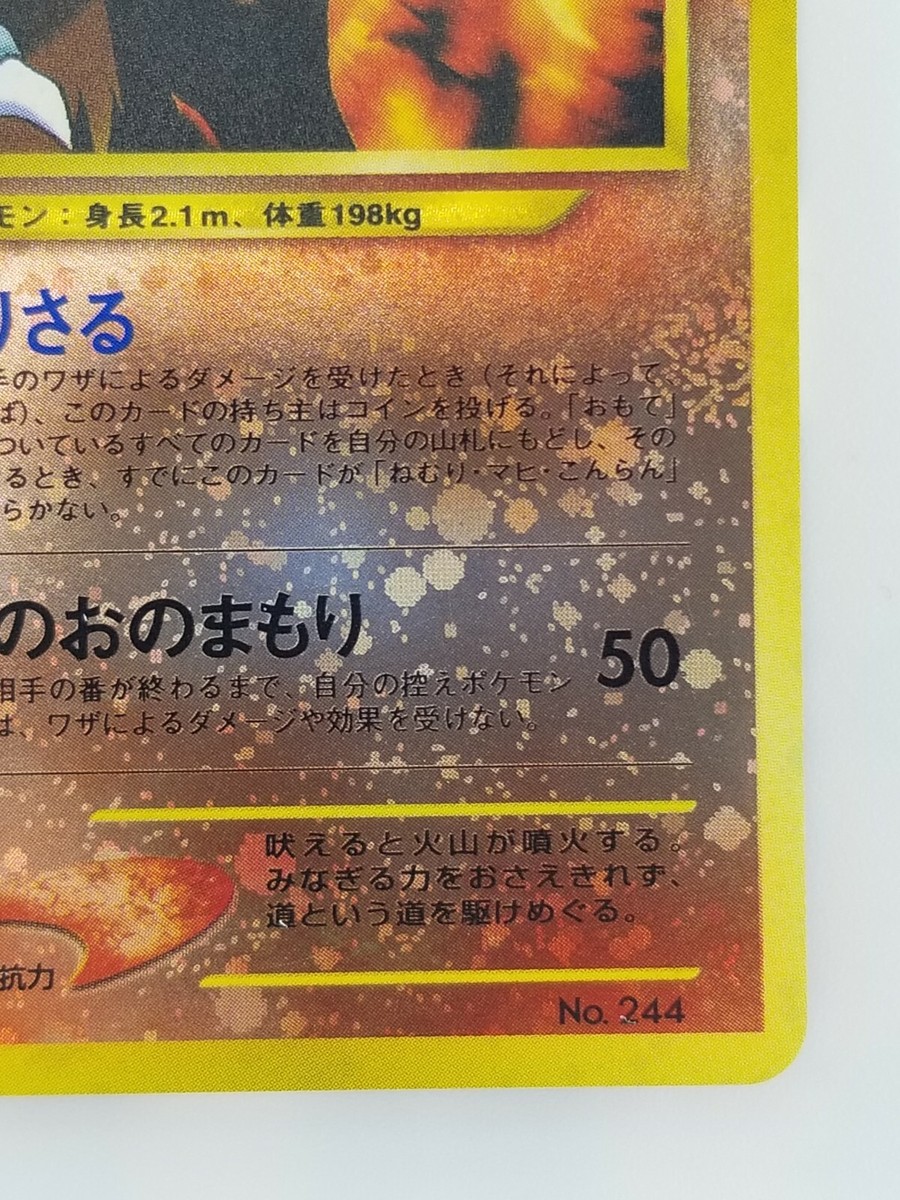 モン：身長2.1m、体重198kg
りさる
手のワザによるダメージを受けたとき（それによって、
ば）、このカードの持ち主はコインを投げる。「おもて」
ついているすべてのカードを自分の山札にもどし、その
るとき、すでにこのカードが「ねむり・マヒ・こんらん」
らかない。
のおのまもり 50
相手の番が終わるまで、自分の控えポケモン
は、ワザによるダメージや効果を受けない。
吠えると火山が噴火する。
みなぎる力をおさえきれず、
道という道を駆けめぐる。
抗力
No. 244